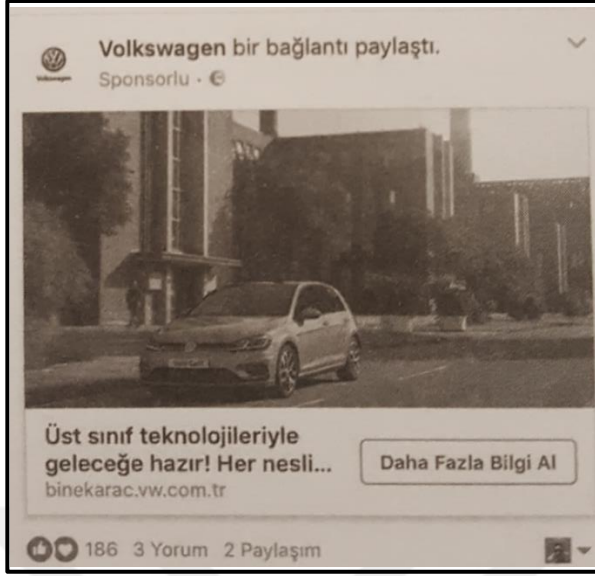 Volkswagen bir bağlantı paylaştı.
Sponsorlu ·
Volkswagen
Üst sınıf teknolojileriyle
geleceğe hazır! Her nesli...
Daha Fazla Bilgi Al
binekarac.vw.com.tr
186 3 Yorum 2 Paylaşım